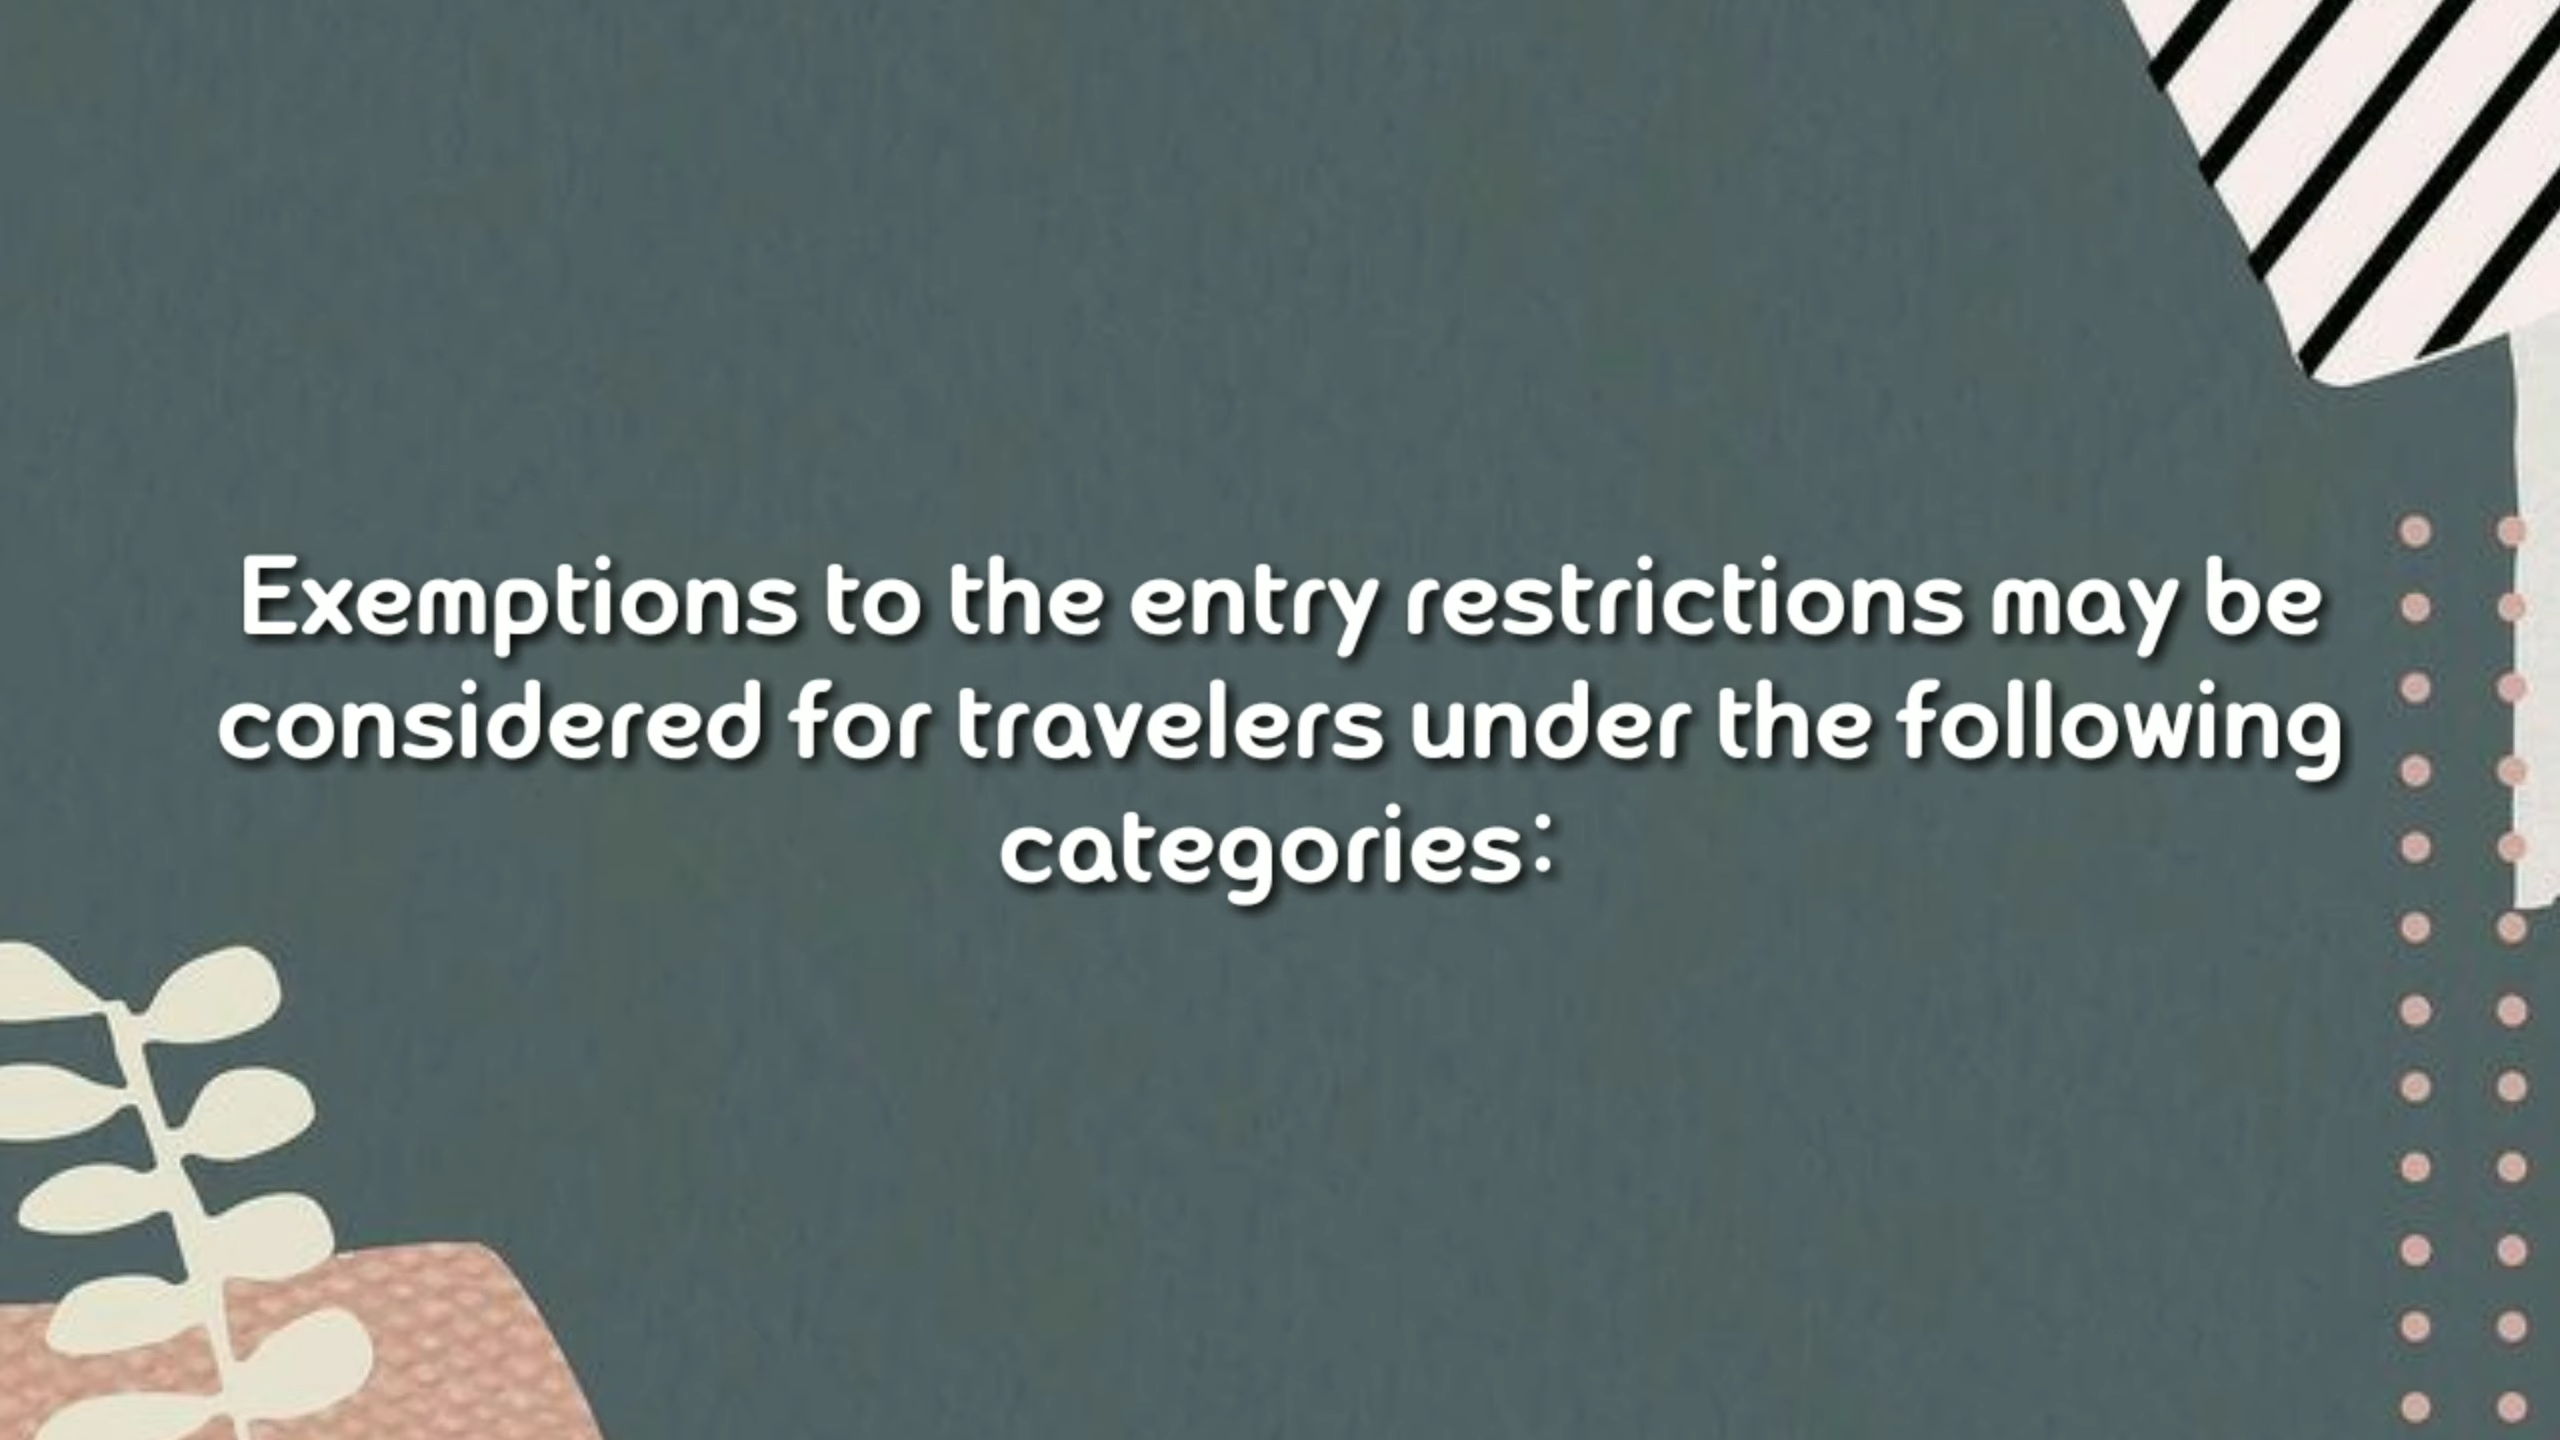 Exemptions to the entry restrictions may be
considered for travelers under the following
categories: